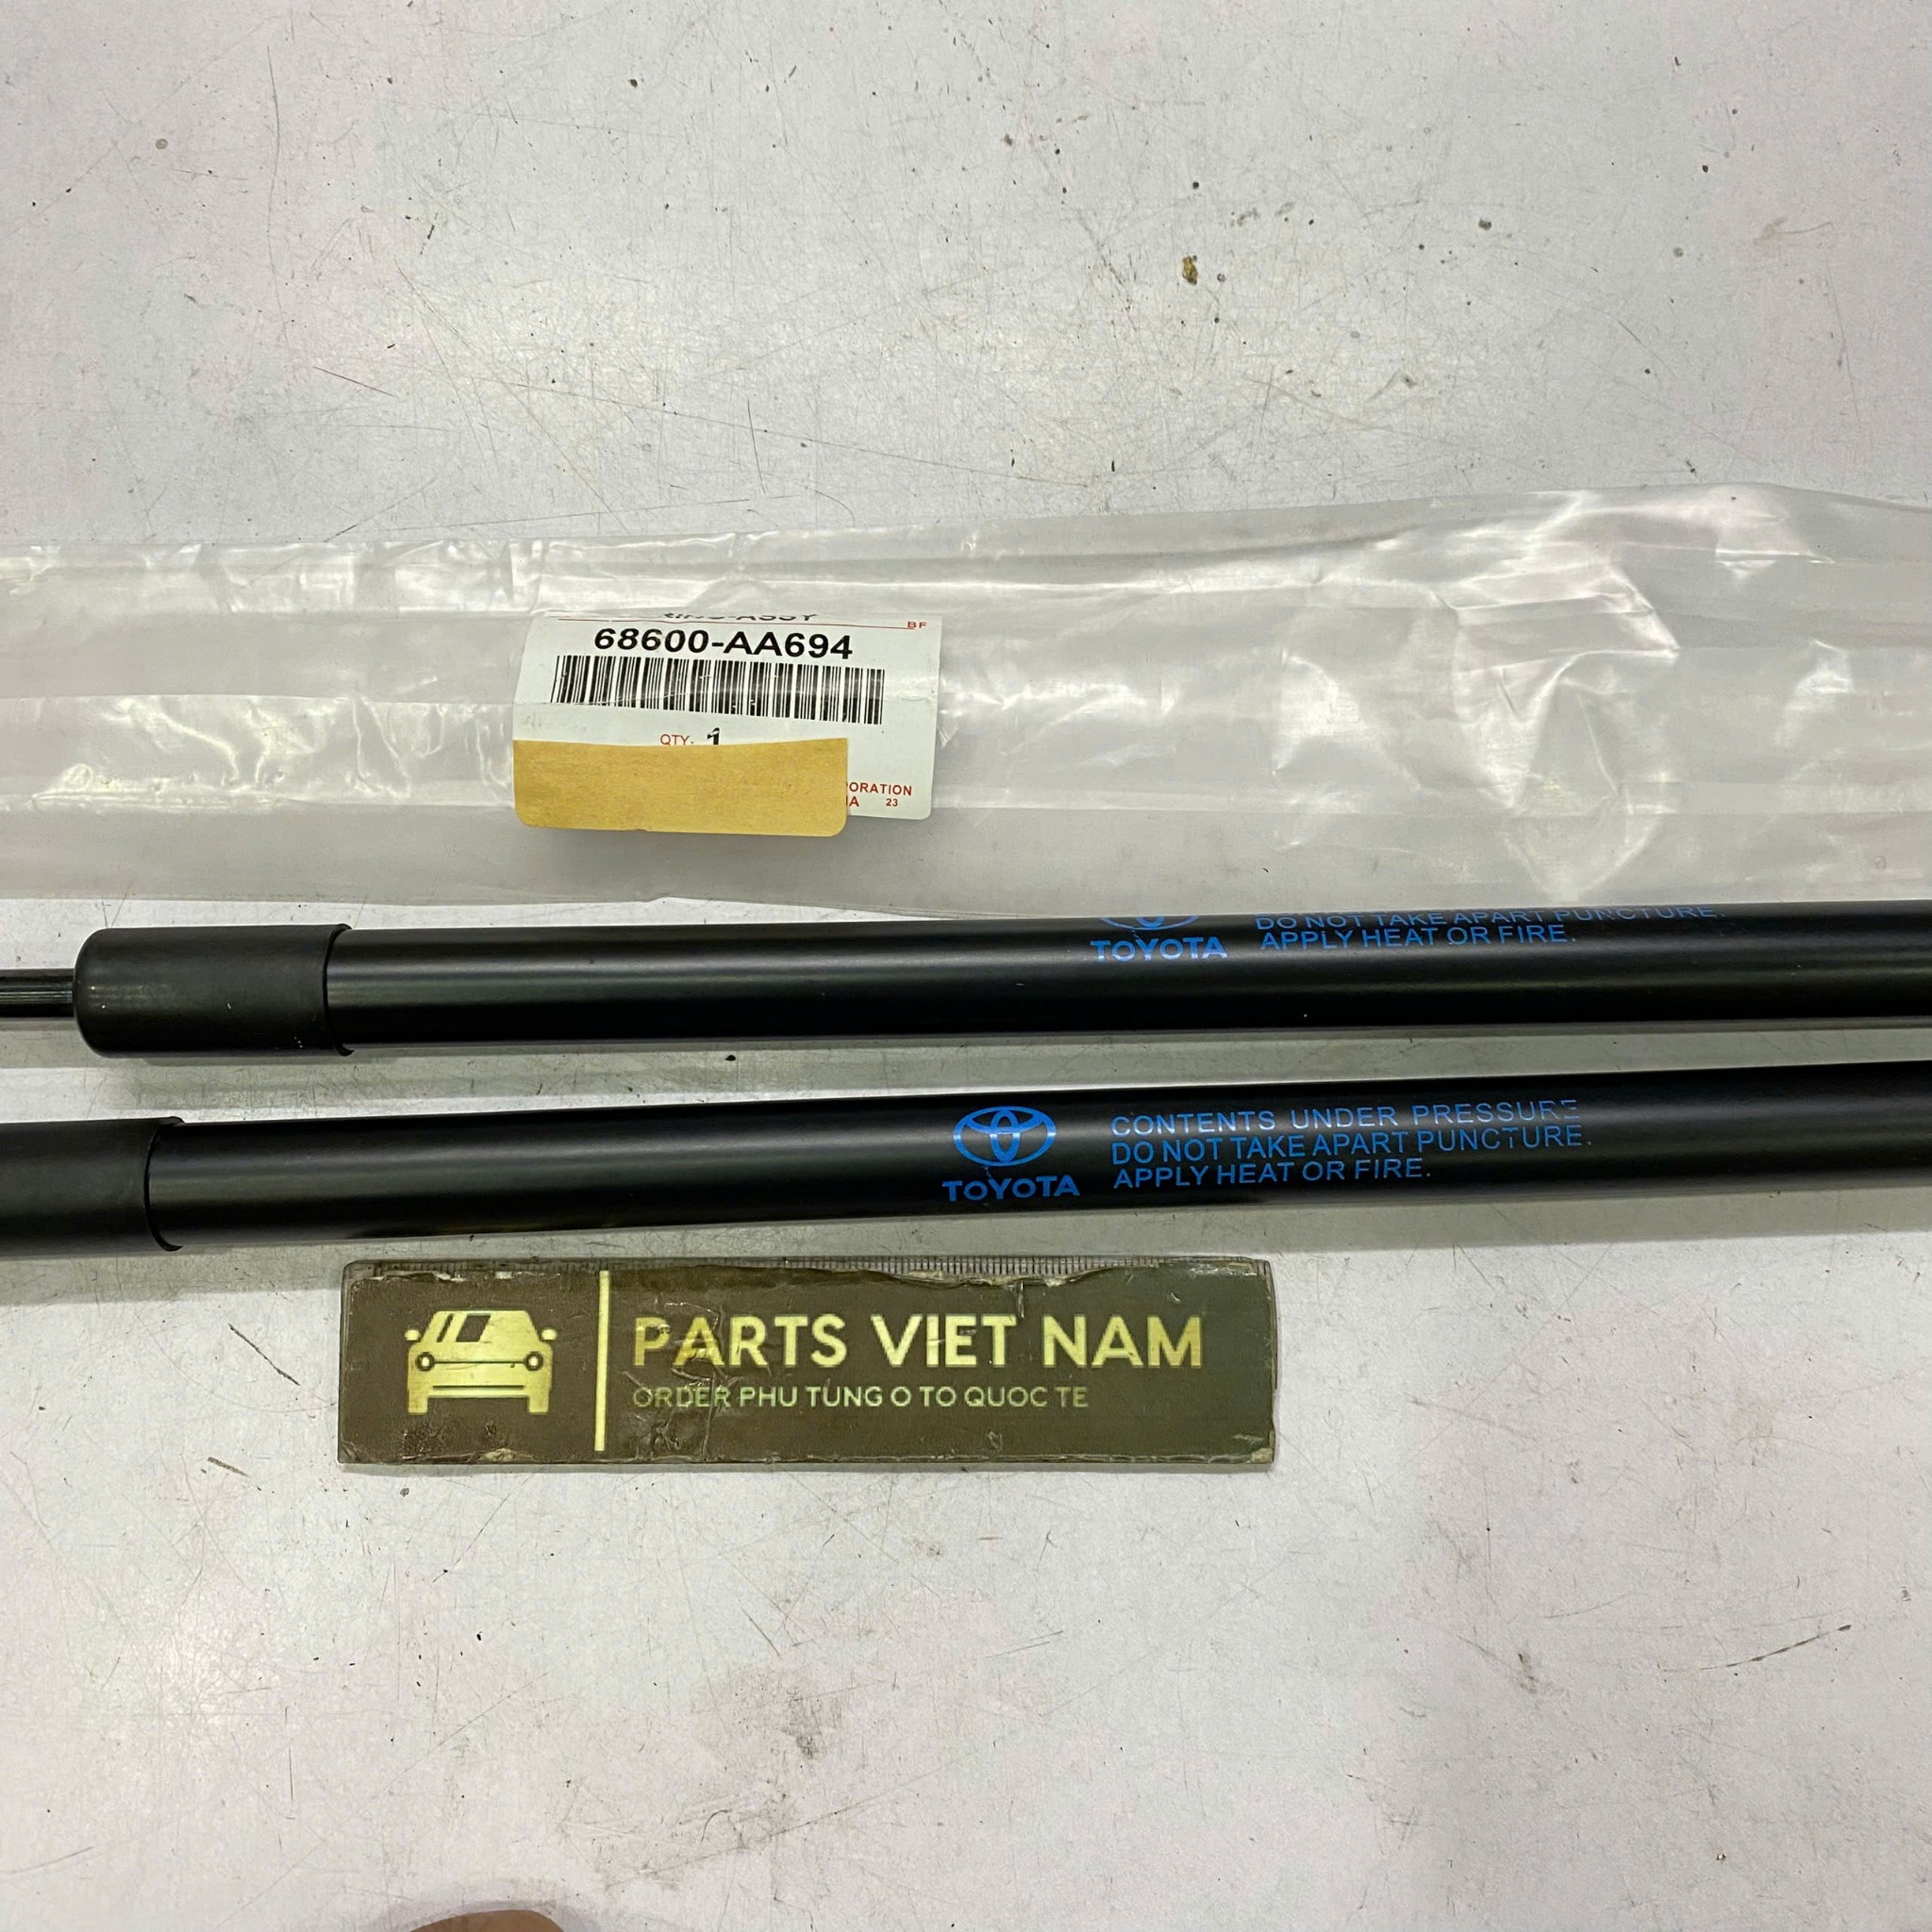 BF
68600-AA694
QTY: 1
PORATION
23
DO NOT TAKE APART PUNCTURE.
APPLY HEAT OR FIRE.
TOYOTA
CONTENTS UNDER PRESSURE
DO NOT TAKE APART PUNCTURE.
APPLY HEAT OR FIRE.
TOYOTA
PARTS VIET NAM
ORDER PHU TUNG O TO QUOC TE